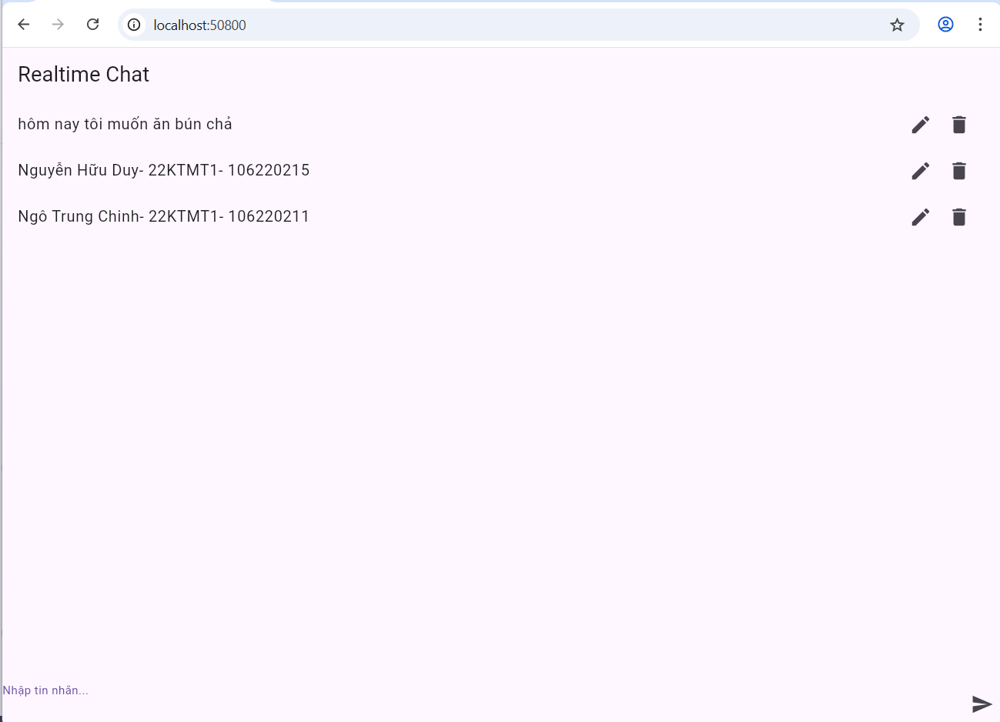 localhost:50800
Realtime Chat
hôm nay tôi muốn ăn bún chả
Nguyễn Hữu Duy- 22KTMT1- 106220215
Ngô Trung Chinh- 22KTMT1- 106220211
Nhập tin nhắn...